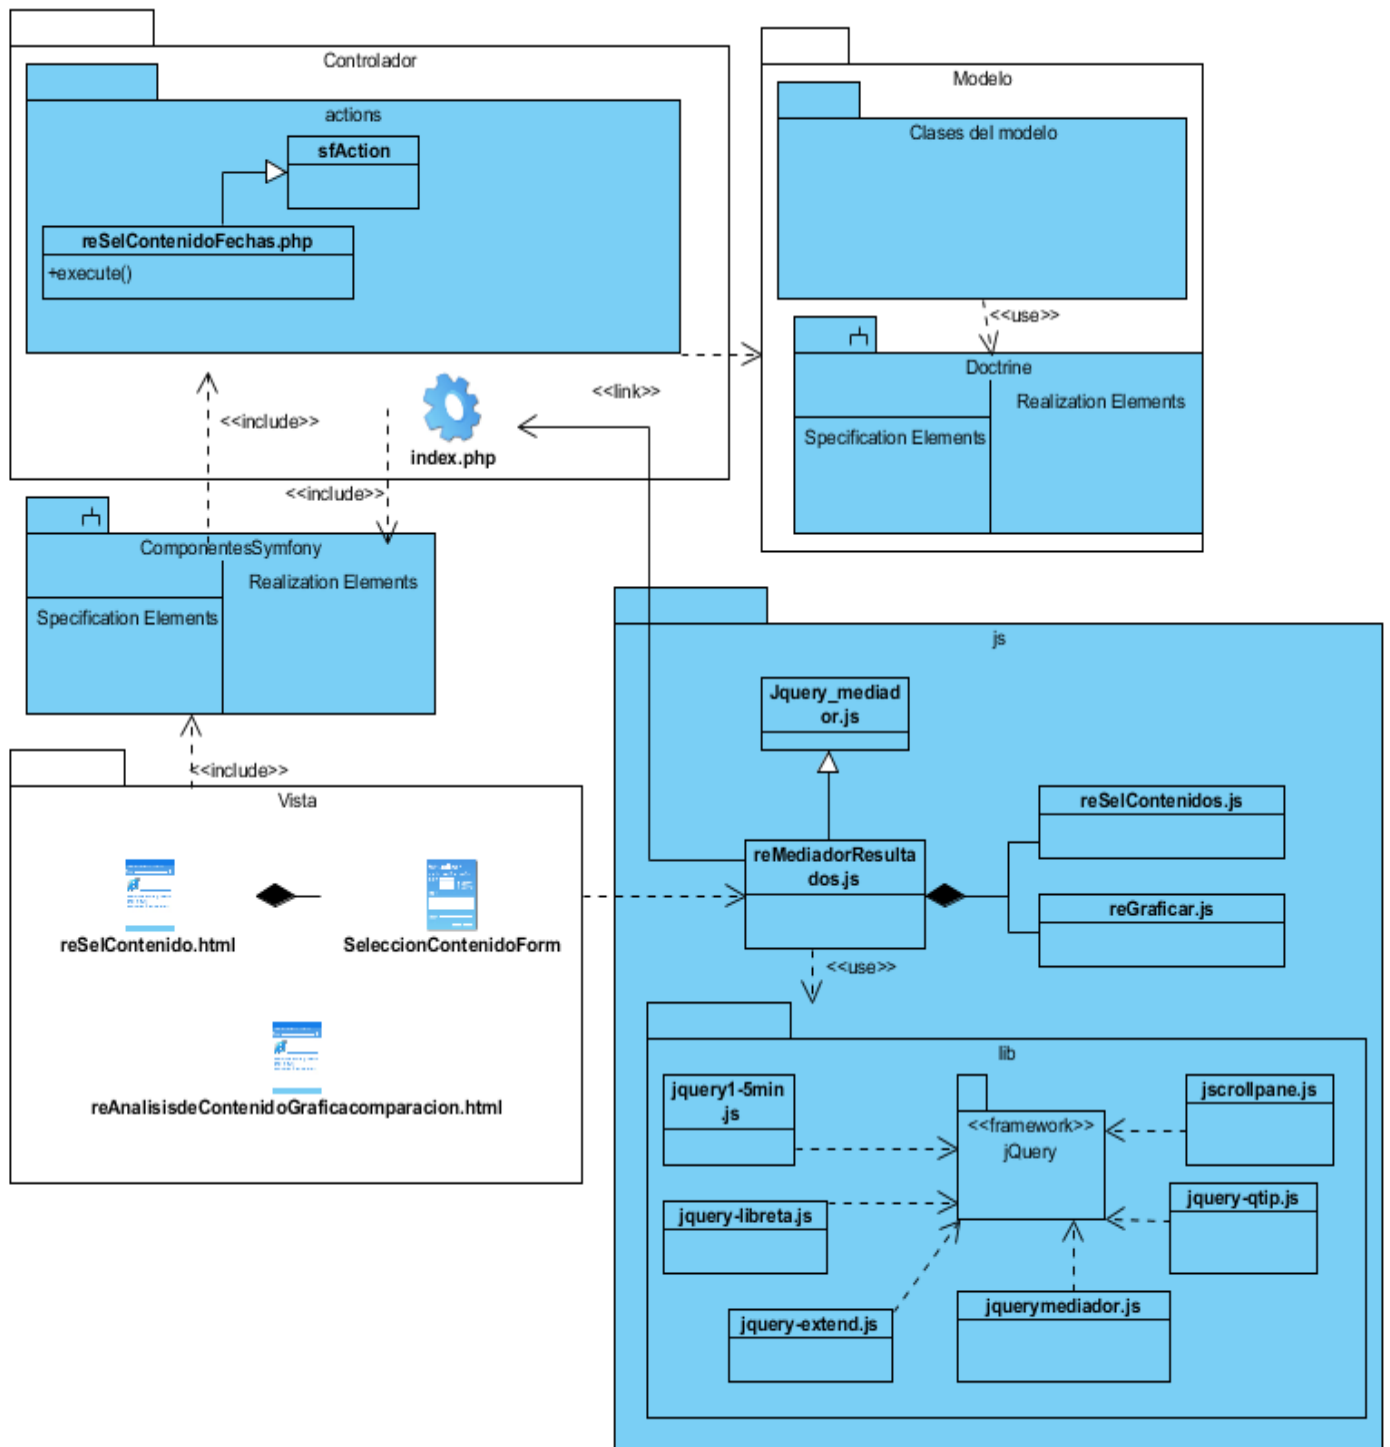 Controlador
actions
sfAction
reSelContenidoFechas.php
+execute()
<<include>>
<<include>>
index.php
<<link>>
Modelo
Clases del modelo
<<use>>
Doctrine
Realization Elements
Specification Elements
ComponentesSymfony
Realization Elements
Specification Elements
<<include>>
Vista
reSelContenido.html
SeleccionContenidoForm
reAnalisisdeContenidoGraficacomparacion.html
js
Jquery_mediad
or.js
reMediadorResulta
dos.js
reSelContenidos.js
reGraficar.js
<<use>>
lib
jquery1-5min
.js
<<framework>>
jQuery
jscrollpane.js
jquery-libreta.js
jquery-qtip.js
jquery-extend.js
jquerymediador.js